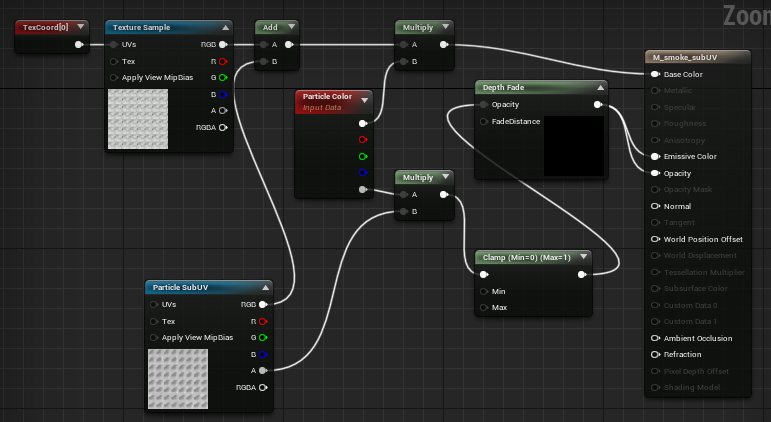 Zoom
TexCoord[0]
Texture Sample
UVs
RGB
Tex
R
Apply View MipBias
G
B
A
RGBA
Add
A
B
Multiply
A
B
Particle Color
Input Data
Depth Fade
Opacity
FadeDistance
Multiply
A
B
Clamp (Min=0) (Max=1)
Min
Max
Particle SubUV
UVs
RGB
Tex
R
Apply View MipBias
G
B
A
RGBA
M_smoke_subUV
Base Color
Metallic
Specular
Roughness
Anisotropy
Emissive Color
Opacity
Opacity Mask
Normal
Tangent
World Position Offset
World Displacement
Tessellation Multiplier
Subsurface Color
Custom Data 0
Custom Data 1
Ambient Occlusion
Refraction
Pixel Depth Offset
Shading Model